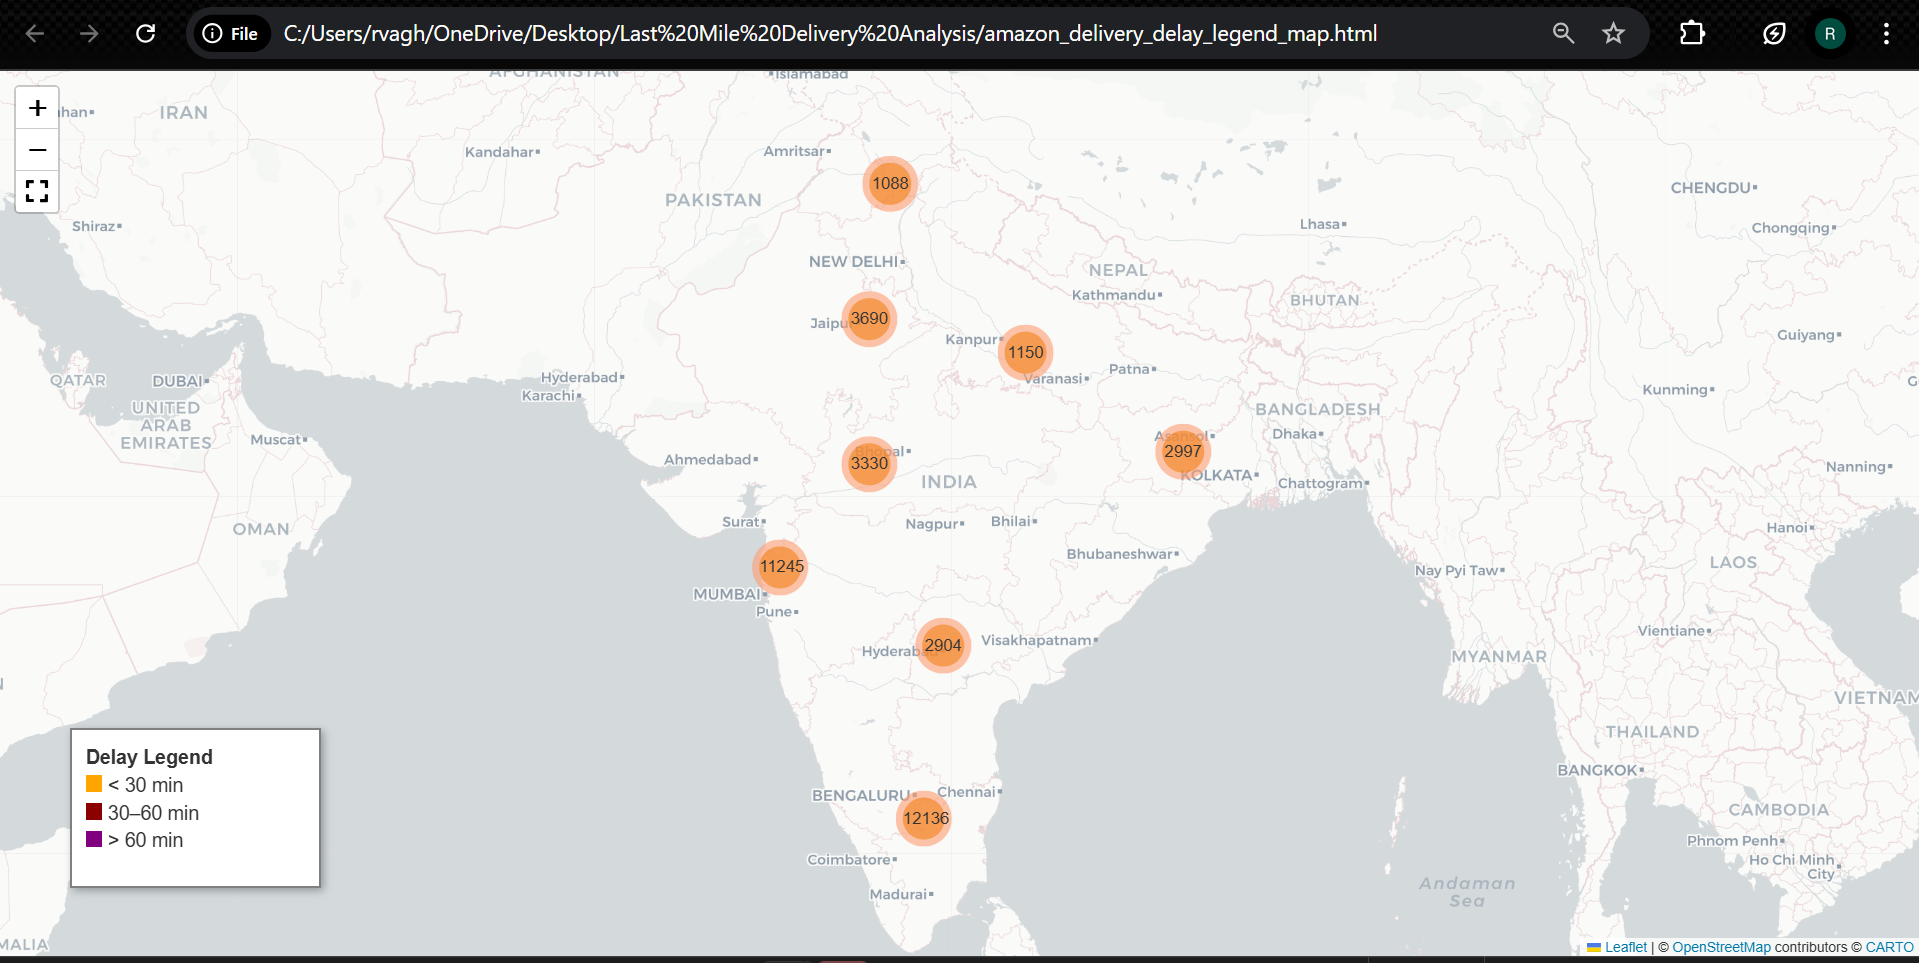 File
C:/Users/rvagh/OneDrive/Desktop/Last%20Mile%20Delivery%20Analysis/amazon_delivery_delay_legend_map.html
R
Islamabad
+
−
IRAN
Kandahar
Amritsar
1088
PAKISTAN
CHENGDU
Shiraz
Lhasa
Chongqing
NEW DELHI
NEPAL
Kathmandu
BHUTAN
3690
Kanpur
1150
Guiyang
QATAR
DUBAI
Hyderabad
Karachi
Varanasi
Patna
Kunming
UNITED
ARAB
EMIRATES
Muscat
BANGLADESH
Dhaka
Asansol
2997
KOLKATA
Chattogram
Ahmedabad
Bhopal
3330
INDIA
Nanning
OMAN
Surat
Nagpur
Bhilai
Hanoi
Bhubaneswar
11245
MUMBAI
Pune
Nay Pyi Taw
LAOS
Hyderabad
2904
Visakhapatnam
Vientiane
MYANMAR
VIETNAM
THAILAND
Delay Legend
< 30 min
30–60 min
> 60 min
BENGALURU
Chennai
12136
BANGKOK
CAMBODIA
Phnom Penh
Ho Chi Minh
City
Coimbatore
Madurai
Andaman
Sea
Leaflet | © OpenStreetMap contributors © CARTO